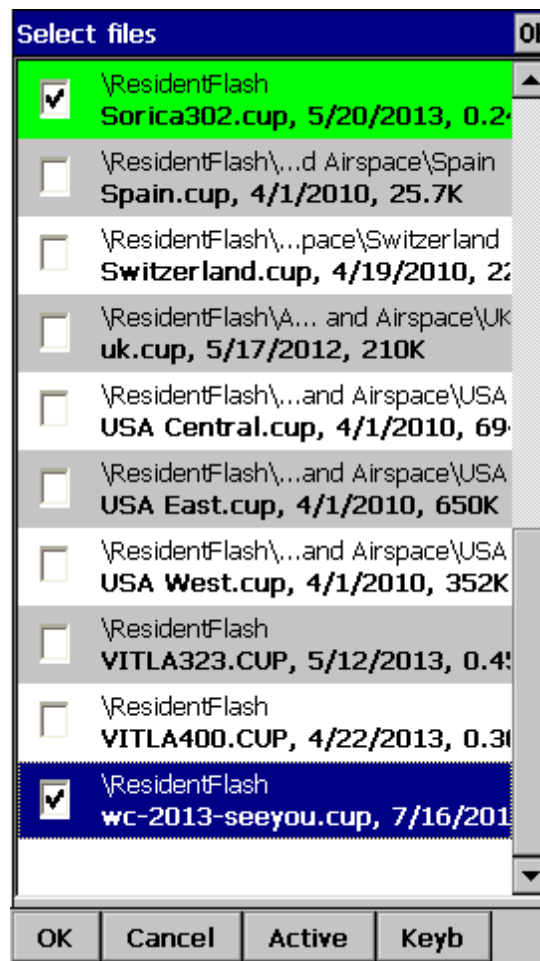 Select files
\ResidentFlash
Sorica302.cup, 5/20/2013, 0.2
\ResidentFlash\...d Airspace\Spain
Spain.cup, 4/1/2010, 25.7K
\ResidentFlash\...pace\Switzerland
Switzerland.cup, 4/19/2010, 22
\ResidentFlash\A... and Airspace\UK
uk.cup, 5/17/2012, 210K
\ResidentFlash\...and Airspace\USA
USA Central.cup, 4/1/2010, 69
\ResidentFlash\...and Airspace\USA
USA East.cup, 4/1/2010, 650K
\ResidentFlash\...and Airspace\USA
USA West.cup, 4/1/2010, 352K
\ResidentFlash
VITLA323.CUP, 5/12/2013, 0.4
\ResidentFlash
VITLA400.CUP, 4/22/2013, 0.3
\ResidentFlash
wc-2013-seeyou.cup, 7/16/201
OK Cancel Active Keyb